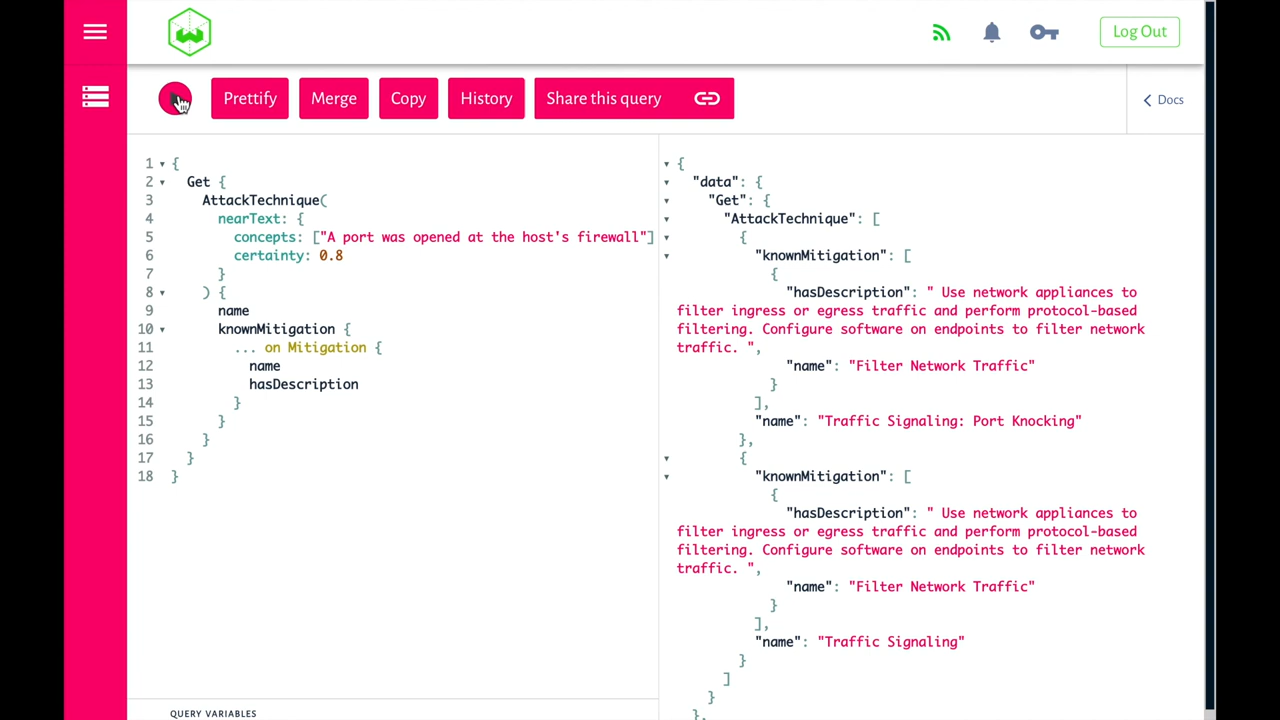 Log Out
Prettify Merge Copy History Share this query
Docs
1 {
2 Get {
3 AttackTechnique(
4 nearText: {
5 concepts: ["A port was opened at the host's firewall"]
6 certainty: 0.8
7 }
8 ) {
9 name
10 knownMitigation {
11 ... on Mitigation {
12 name
13 hasDescription
14 }
15 }
16 }
17 }
18 }
QUERY VARIABLES
{
"data": {
"Get": {
"AttackTechnique": [
{
"knownMitigation": [
{
"hasDescription": " Use network appliances to
filter ingress or egress traffic and perform protocol-based
filtering. Configure software on endpoints to filter network
traffic. ",
"name": "Filter Network Traffic"
}
],
"name": "Traffic Signaling: Port Knocking"
},
{
"knownMitigation": [
{
"hasDescription": " Use network appliances to
filter ingress or egress traffic and perform protocol-based
filtering. Configure software on endpoints to filter network
traffic. ",
"name": "Filter Network Traffic"
}
],
"name": "Traffic Signaling"
}
]
}
},